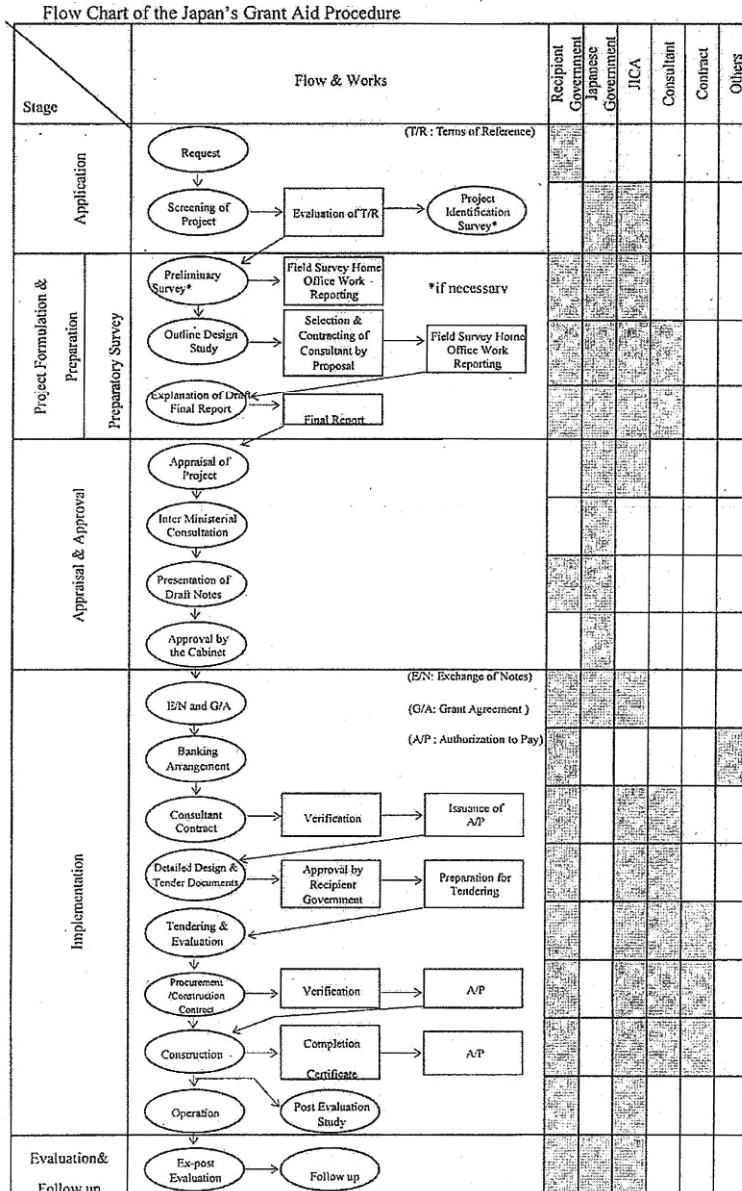 Flow Chart of the Japan's Grant Aid Procedure
Stage
Flow & Works
Recipient
Government
Japanese
Government
JICA
Consultant
Contract
Others
Application
(T/R : Terms of Reference)
Request
Screening of
Project
Evaluation of T/R
Project
Identification
Survey*
Project Formulation &
Preparation
Preparatory Survey
Preliminary
Survey*
Field Survey Home
Office Work
Reporting
*if necessary
Outline Design
Study
Selection &
Contracting of
Consultant by
Proposal
Field Survey Home
Office Work
Reporting
Explanation of Draft
Final Report
Final Report
Appraisal & Approval
Appraisal of
Project
Inter Ministerial
Consultation
Presentation of
Draft Notes
Approval by
the Cabinet
Implementation
(E/N: Exchange of Notes)
E/N and G/A
(G/A: Grant Agreement )
(A/P : Authorization to Pay)
Banking
Arrangement
Consultant
Contract
Verification
Issuance of
A/P
Detailed Design &
Tender Documents
Approval by
Recipient
Government
Preparation for
Tendering
Tendering &
Evaluation
Procurement
/Construction
Contract
Verification
A/P
Construction
Completion
Certificate
A/P
Operation
Post Evaluation
Study
Evaluation&
Follow up
Ex-post
Evaluation
Follow up